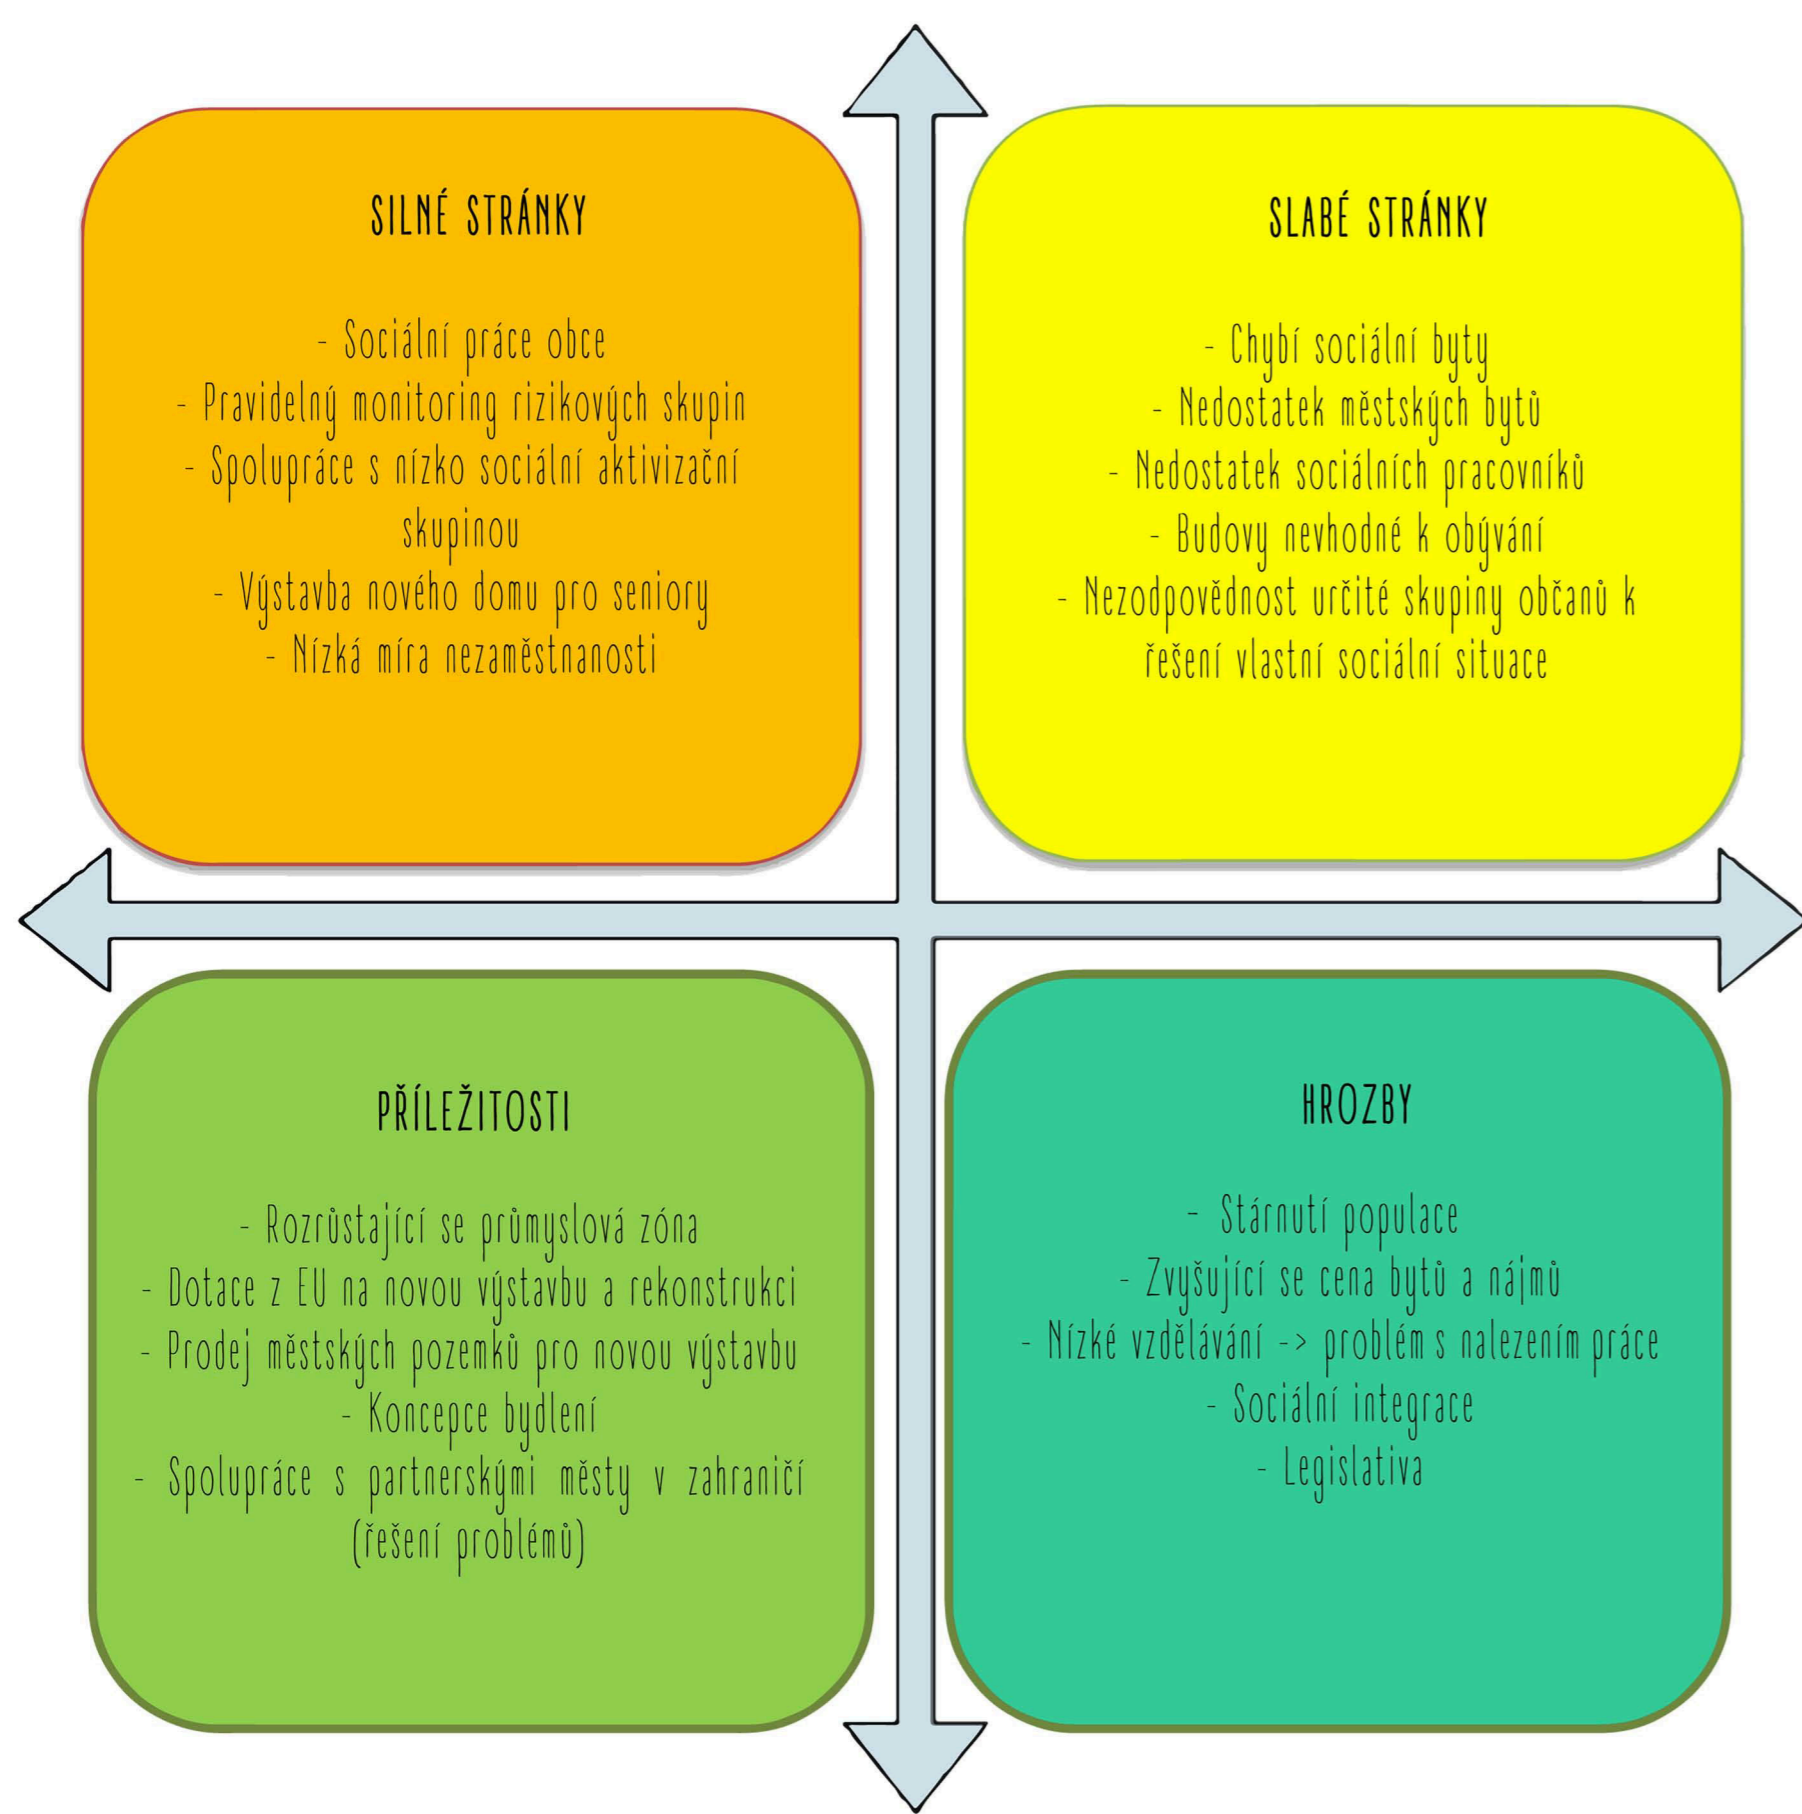 SILNÉ STRÁNKY
- Sociální práce obce
- Pravidelný monitoring rizikových skupin
- Spolupráce s nízko sociální aktivizační
skupinou
- Výstavba nového domu pro seniory
- Nízká míra nezaměstnanosti
SLABÉ STRÁNKY
- Chybí sociální byty
- Nedostatek městských bytů
- Nedostatek sociálních pracovníků
- Budovy nevhodné k obývání
- Nezodpovědnost určité skupiny občanů k
řešení vlastní sociální situace
PŘÍLEŽITOSTI
- Rozrůstající se průmyslová zóna
- Dotace z EU na novou výstavbu a rekonstrukci
- Prodej městských pozemků pro novou výstavbu
- Koncepce bydlení
- Spolupráce s partnerskými městy v zahraničí
(řešení problémů)
HROZBY
- Stárnutí populace
- Zvyšující se cena bytů a nájmů
- Nízké vzdělávání -> problém s nalezením práce
- Sociální integrace
- Legislativa